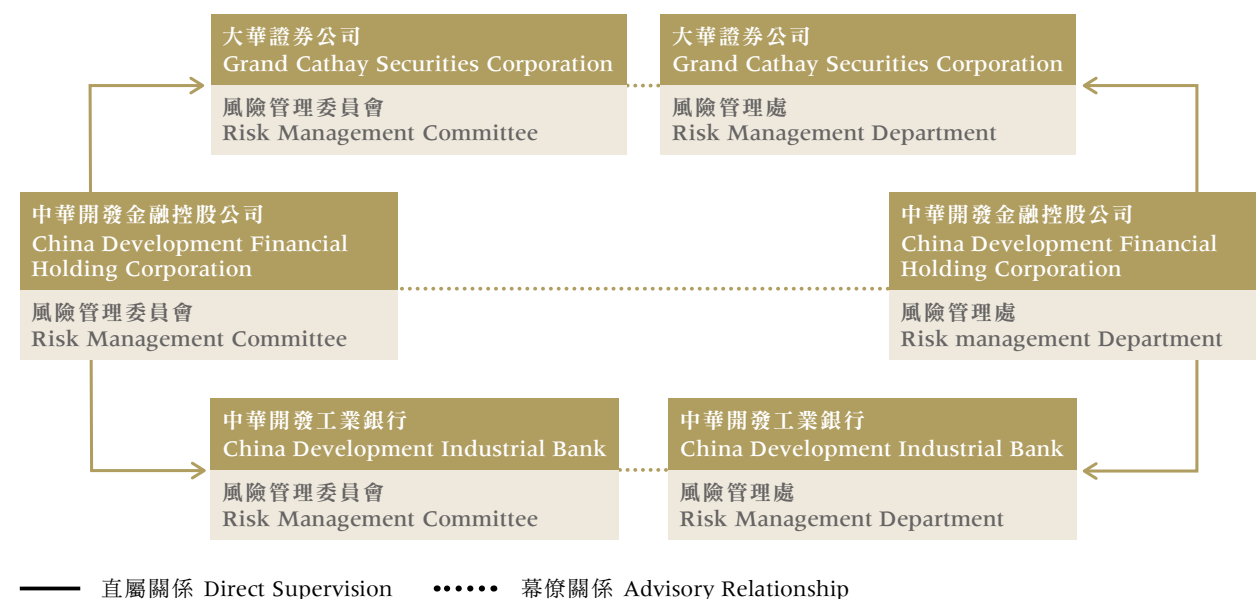 大華證券公司
Grand Cathay Securities Corporation
風險管理委員會
Risk Management Committee
大華證券公司
Grand Cathay Securities Corporation
風險管理處
Risk Management Department
中華開發金融控股公司
China Development Financial
Holding Corporation
風險管理委員會
Risk Management Committee
中華開發金融控股公司
China Development Financial
Holding Corporation
風險管理處
Risk management Department
中華開發工業銀行
China Development Industrial Bank
風險管理委員會
Risk Management Committee
中華開發工業銀行
China Development Industrial Bank
風險管理處
Risk Management Department
直屬關係 Direct Supervision
幕僚關係 Advisory Relationship